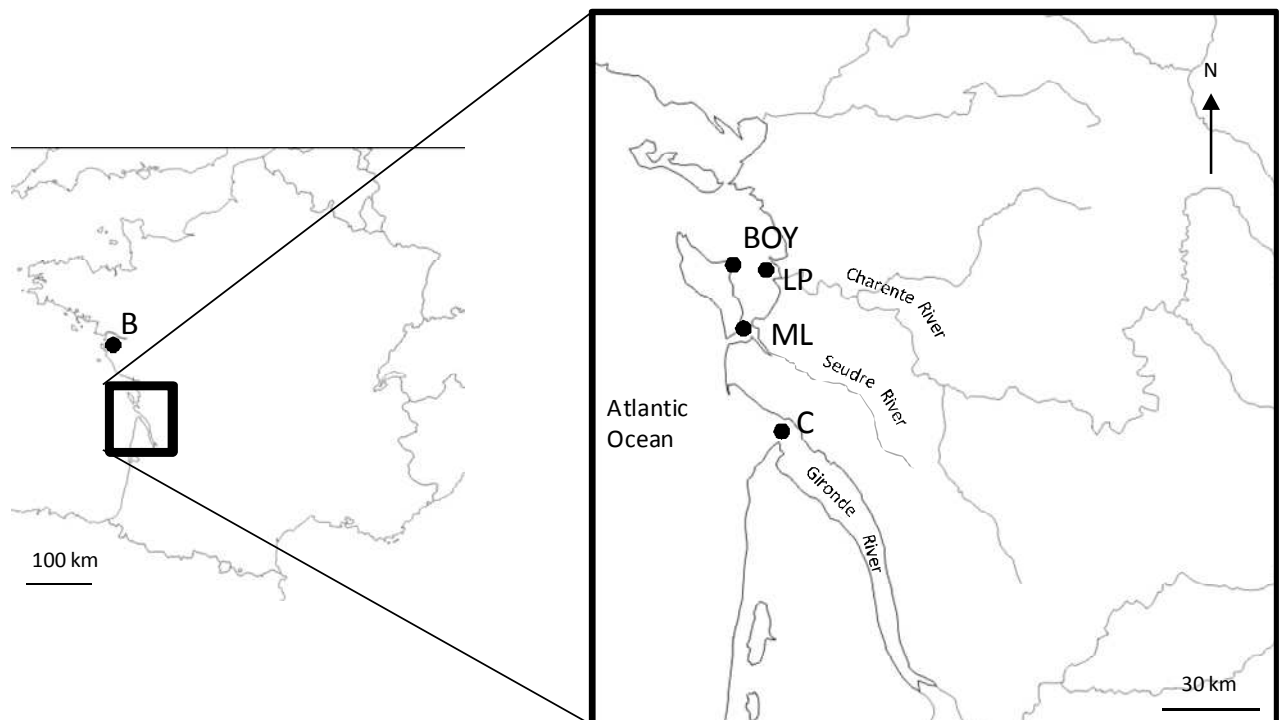 B
100 km
N
BOY
LP
Charente River
ML
Seudre River
Atlantic
Ocean
C
Gironde River
30 km